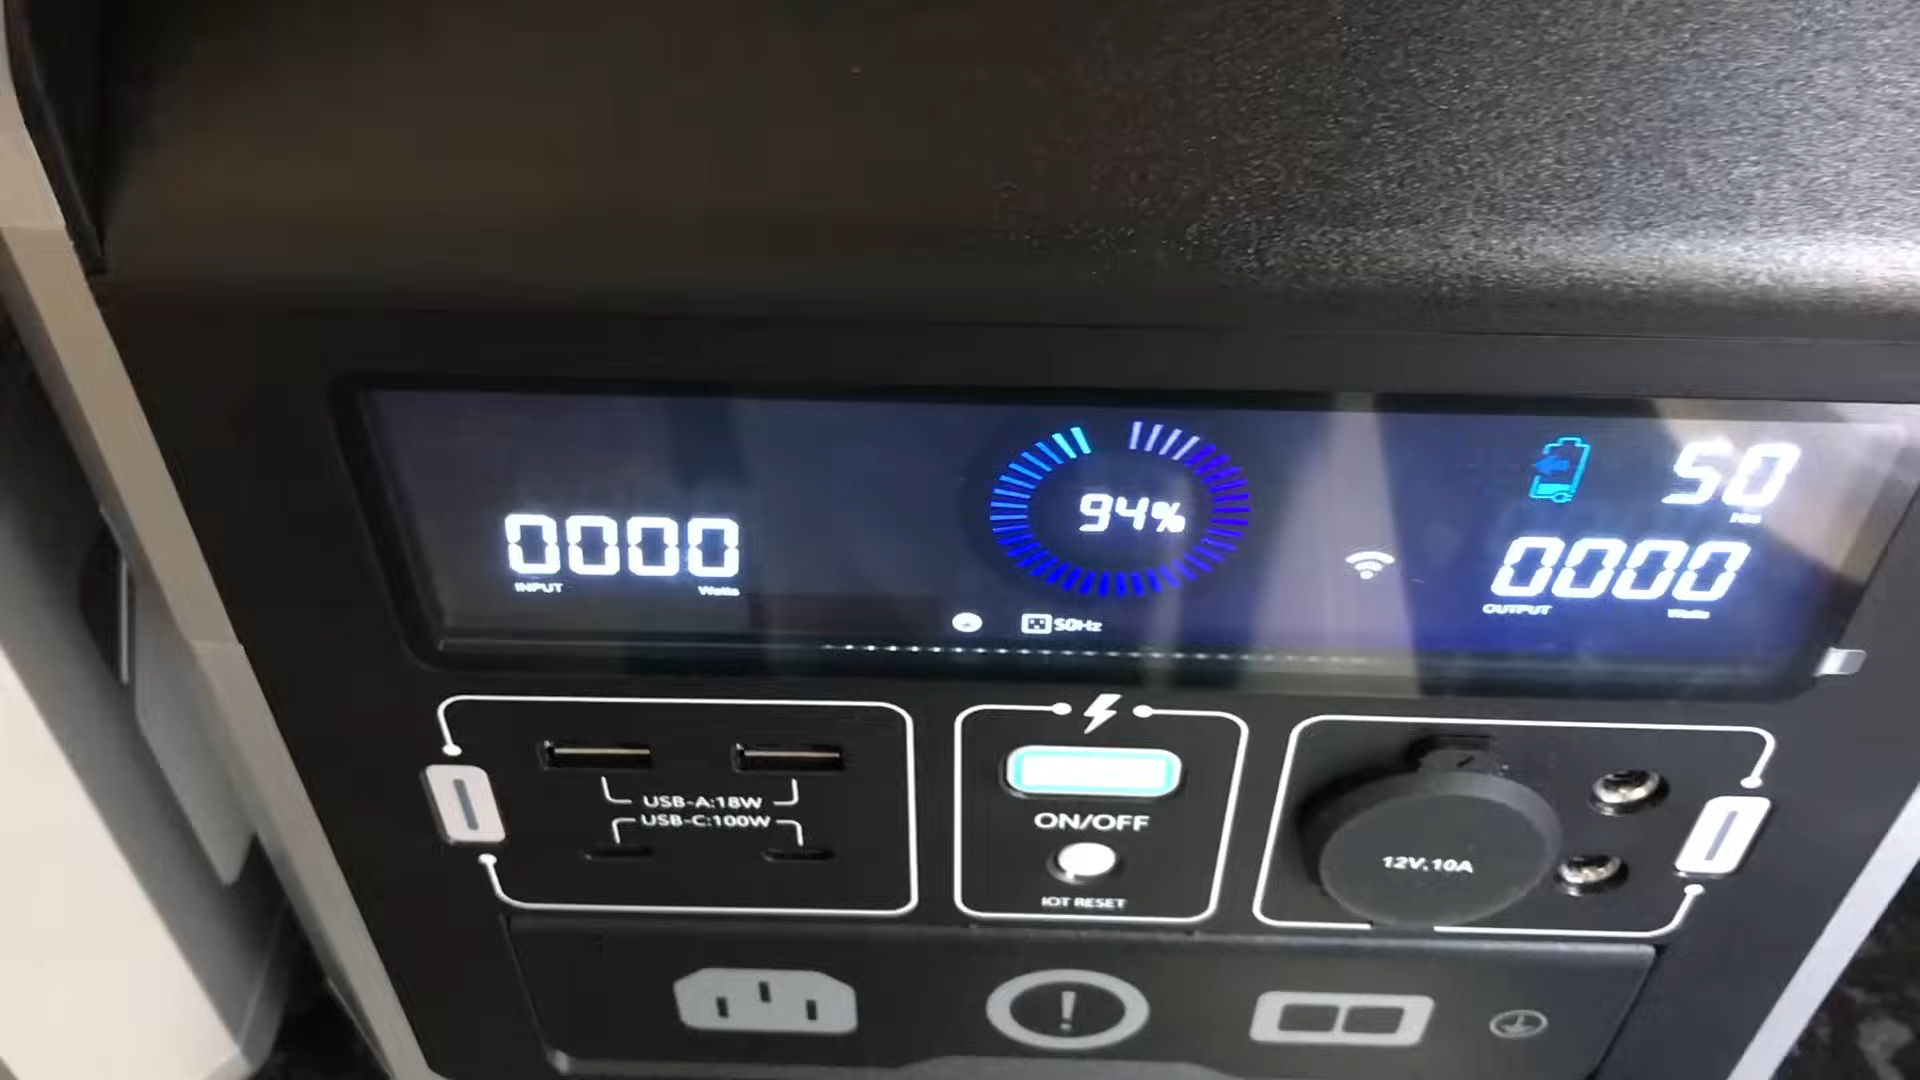 50
Hrs
94%
0000
INPUT Watts
0000
OUTPUT Watts
50Hz
USB-A:18W
USB-C:100W
ON/OFF
IOT RESET
12V,10A